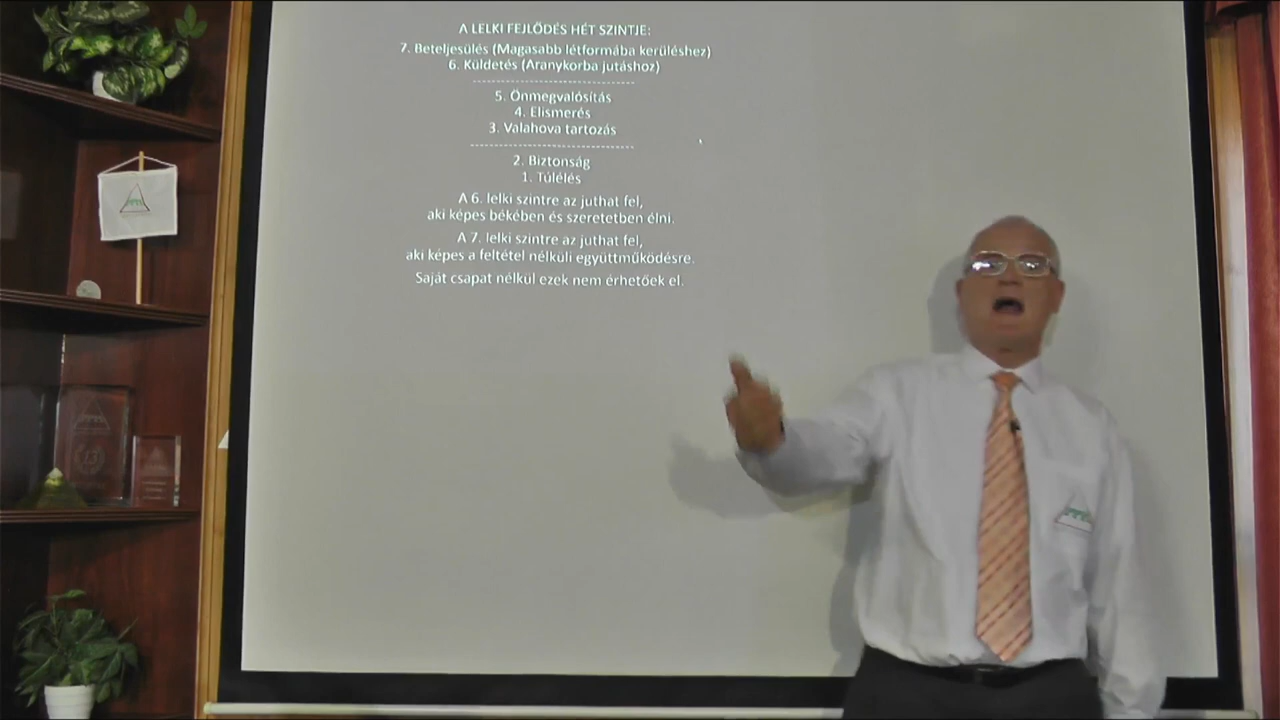 A LELKI FEJLŐDÉS HÉT SZINTJE:
7. Beteljesülés (Magasabb létformába kerüléshez)
6. Küldetés (Aranykorba jutáshoz)
5. Önmegvalósítás
4. Elismerés
3. Valahova tartozás
2. Biztonság
1. Túlélés
A 6. lelki szintre az juthat fel,
aki képes békében és szeretetben élni.
A 7. lelki szintre az juthat fel,
aki képes a feltétel nélküli együttműködésre.
Saját csapat nélkül ezek nem érhetőek el.
13